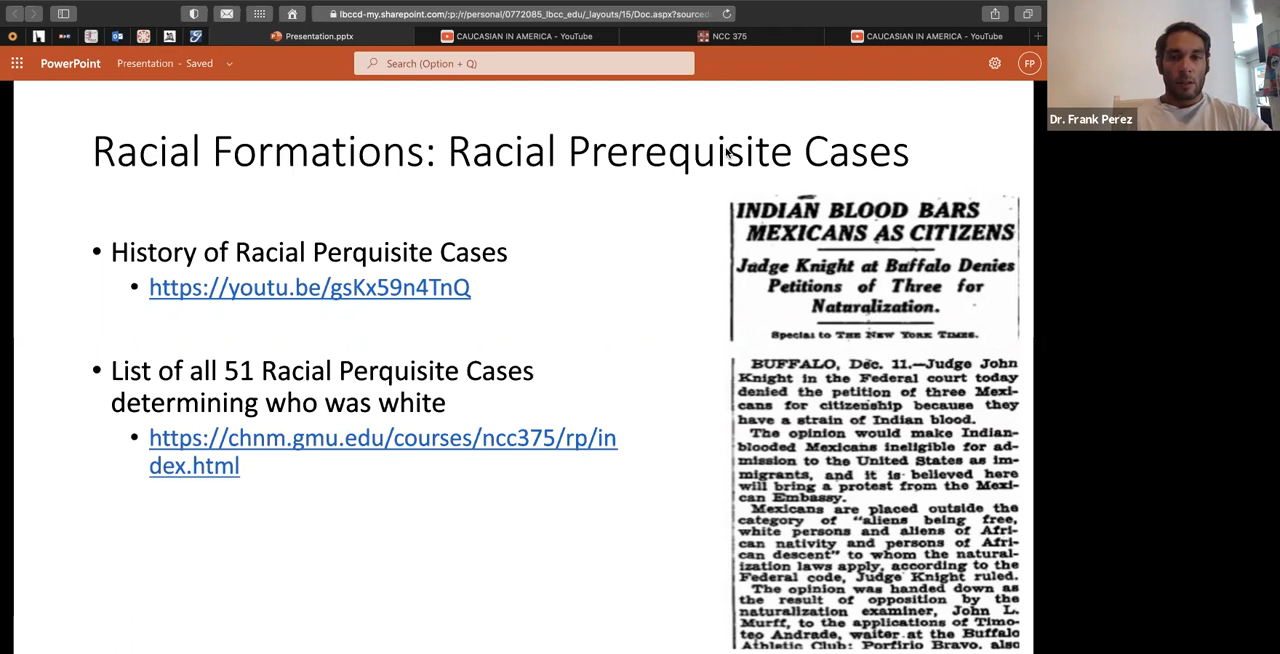 lbccd-my.sharepoint.com/:p:/r/personal/0772085_lbcc_edu/_layouts/15/Doc.aspx?sourced
Presentation.pptx
CAUCASIAN IN AMERICA - YouTube
NCC 375
CAUCASIAN IN AMERICA - YouTube
PowerPoint
Presentation - Saved
Search (Option + Q)
FP
Dr. Frank Perez
Racial Formations: Racial Prerequisite Cases
• History of Racial Perquisite Cases
• https://youtu.be/gsKx59n4TnQ
• List of all 51 Racial Perquisite Cases
determining who was white
• https://chnm.gmu.edu/courses/ncc375/rp/in
dex.html
INDIAN BLOOD BARS
MEXICANS AS CITIZENS
Judge Knight at Buffalo Denies
Petitions of Three for
Naturalization.
Special to THE NEW YORK TIMES.
BUFFALO, Dec. 11.—Judge John
Knight in the Federal court today
denied the petition of three Mexi-
cans for citizenship because they
have a strain of Indian blood.
The opinion would make Indian-
blooded Mexicans ineligible for ad-
mission to the United States as im-
migrants, and it is believed here
will bring a protest from the Mexi-
can Embassy.
Mexicans are placed outside the
category of "aliens being free,
white persons and aliens of Afri-
can nativity and persons of Afri-
can descent" to whom the natural-
ization laws apply, according to the
Federal code, Judge Knight ruled.
The opinion was handed down as
the result of opposition by the
naturalization examiner, John L.
Murff, to the applications of Timo-
teo Andrade, waiter at the Buffalo
Athletic Club; Porfirio Bravo, also